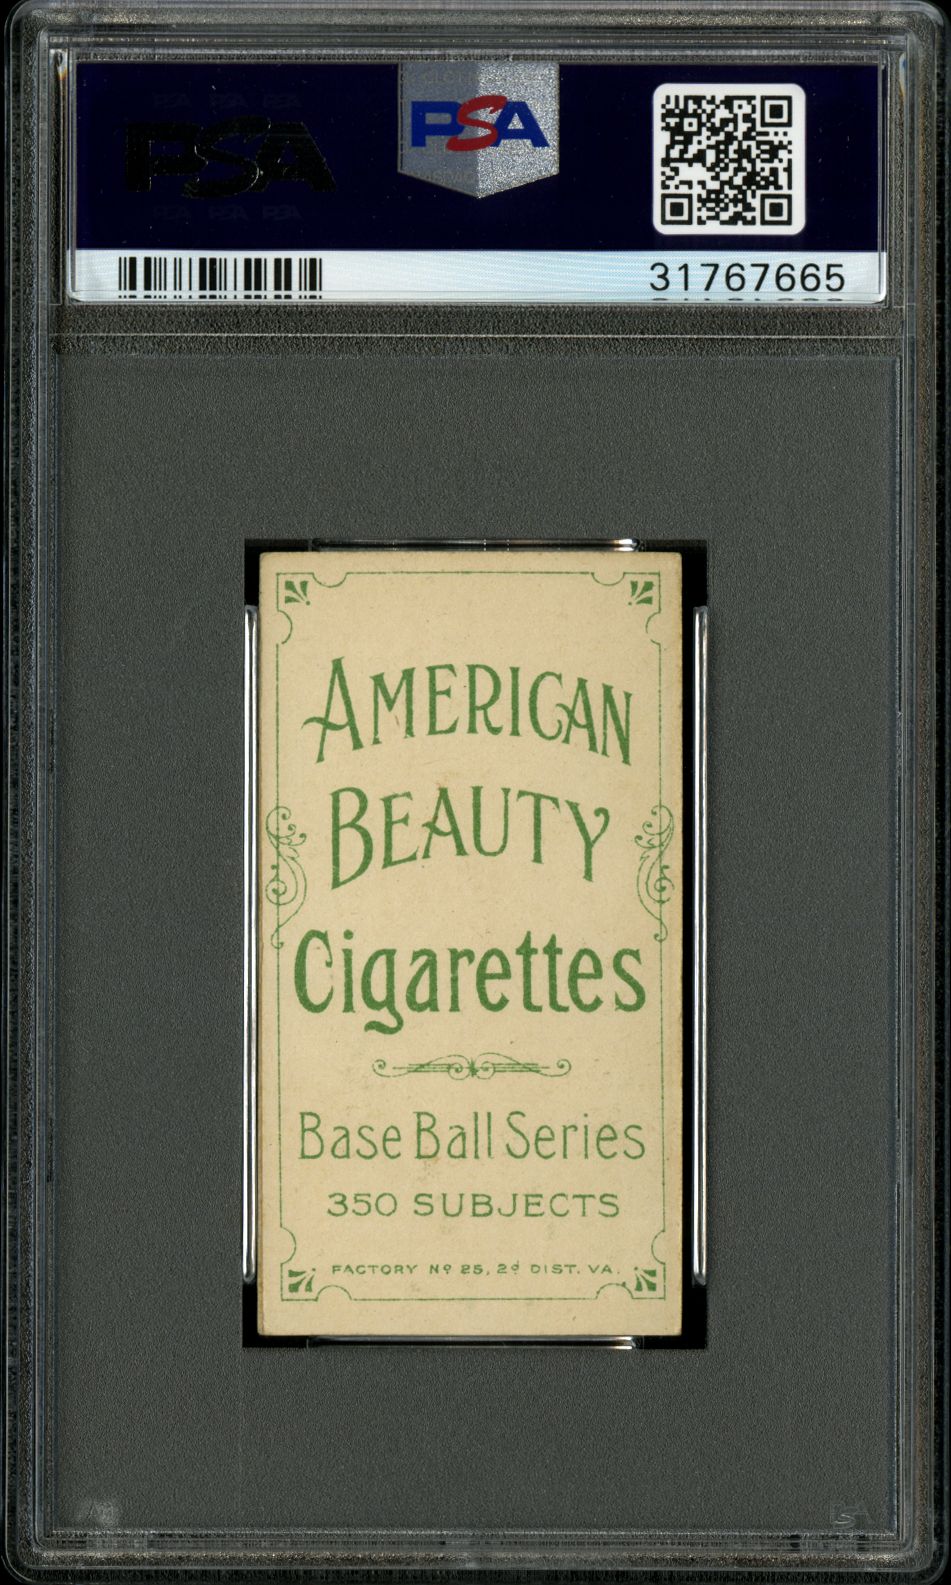 PSA
PSA
31767665
AMERICAN
BEAUTY
Cigarettes
Base Ball Series
350 SUBJECTS
FACTORY Nº 25, 2ᵈ DIST. VA.